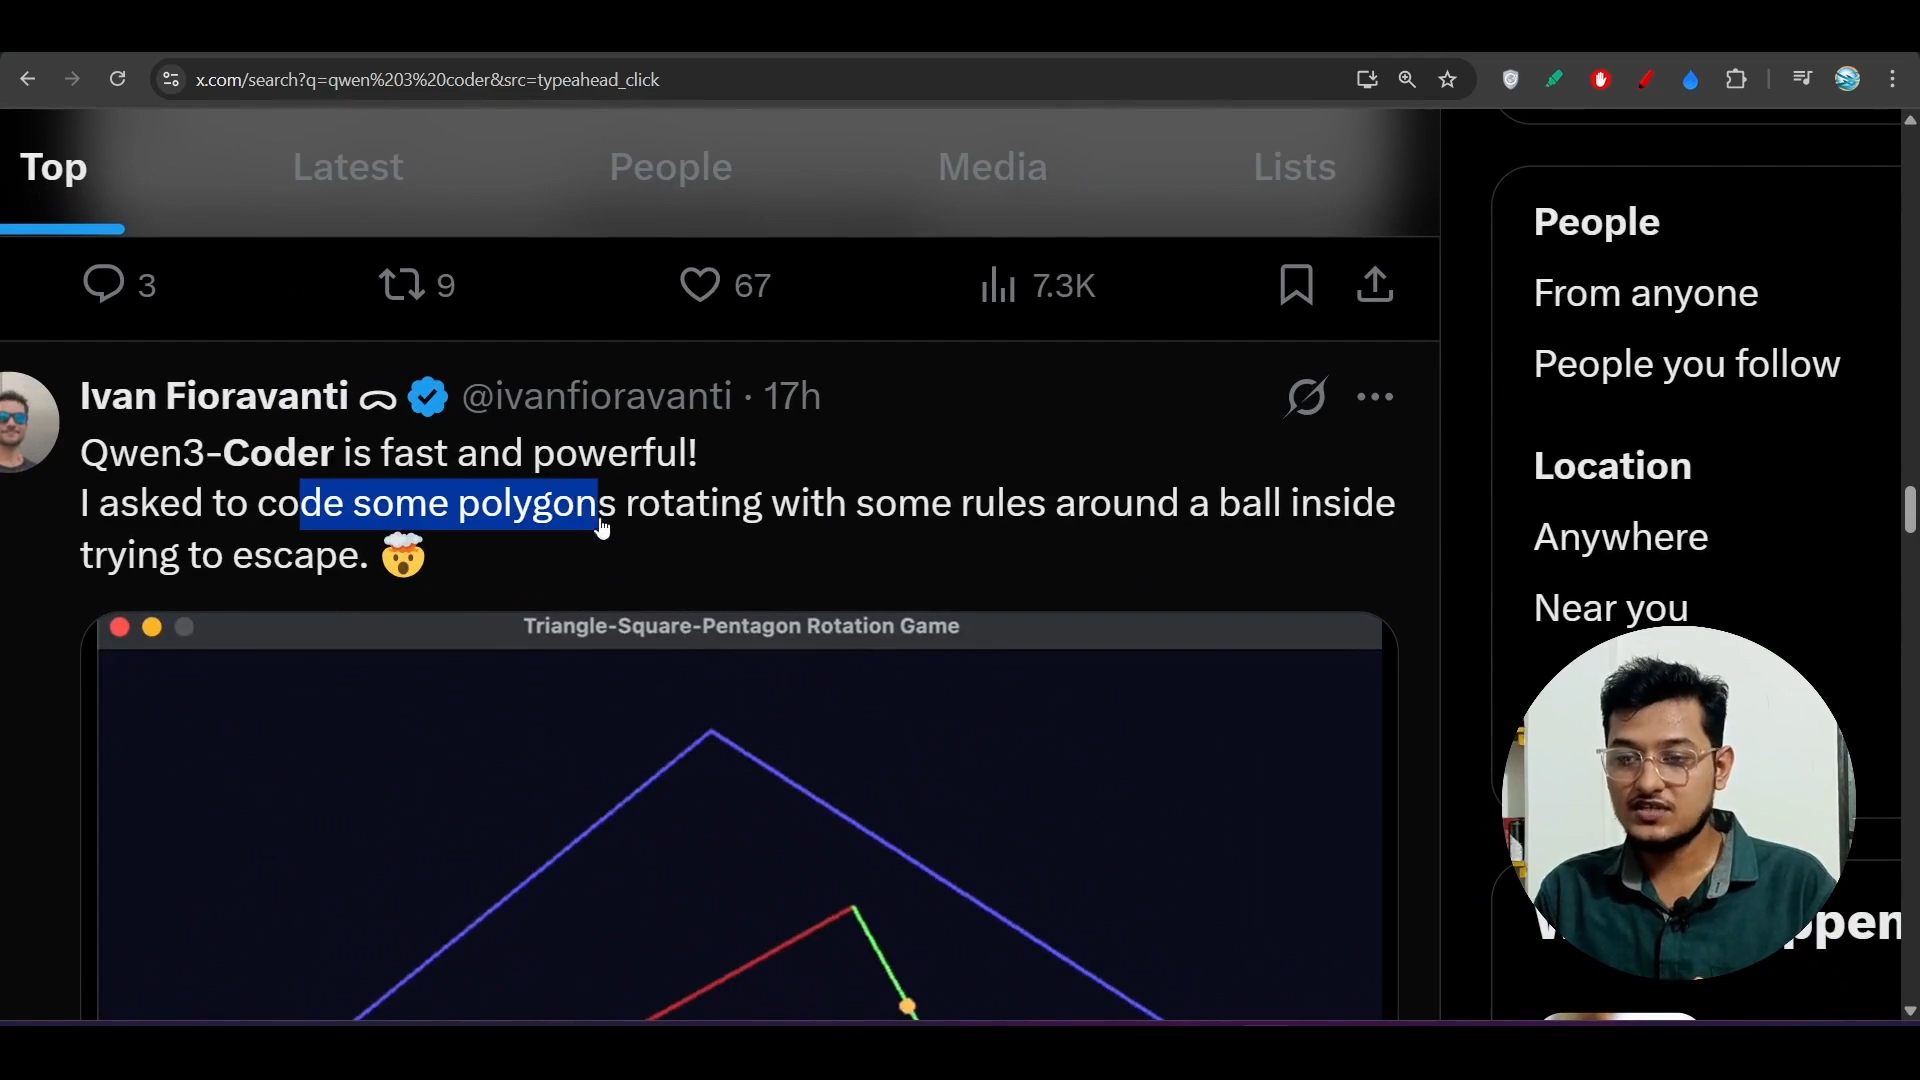 x.com/search?q=qwen%203%20coder&src=typeahead_click
Top Latest People Media Lists
3 9 67 7.3K
Ivan Fioravanti @ivanfioravanti · 17h
Qwen3-Coder is fast and powerful!
I asked to code some polygons rotating with some rules around a ball inside
trying to escape. 🤯
Triangle-Square-Pentagon Rotation Game
People
From anyone
People you follow
Location
Anywhere
Near you